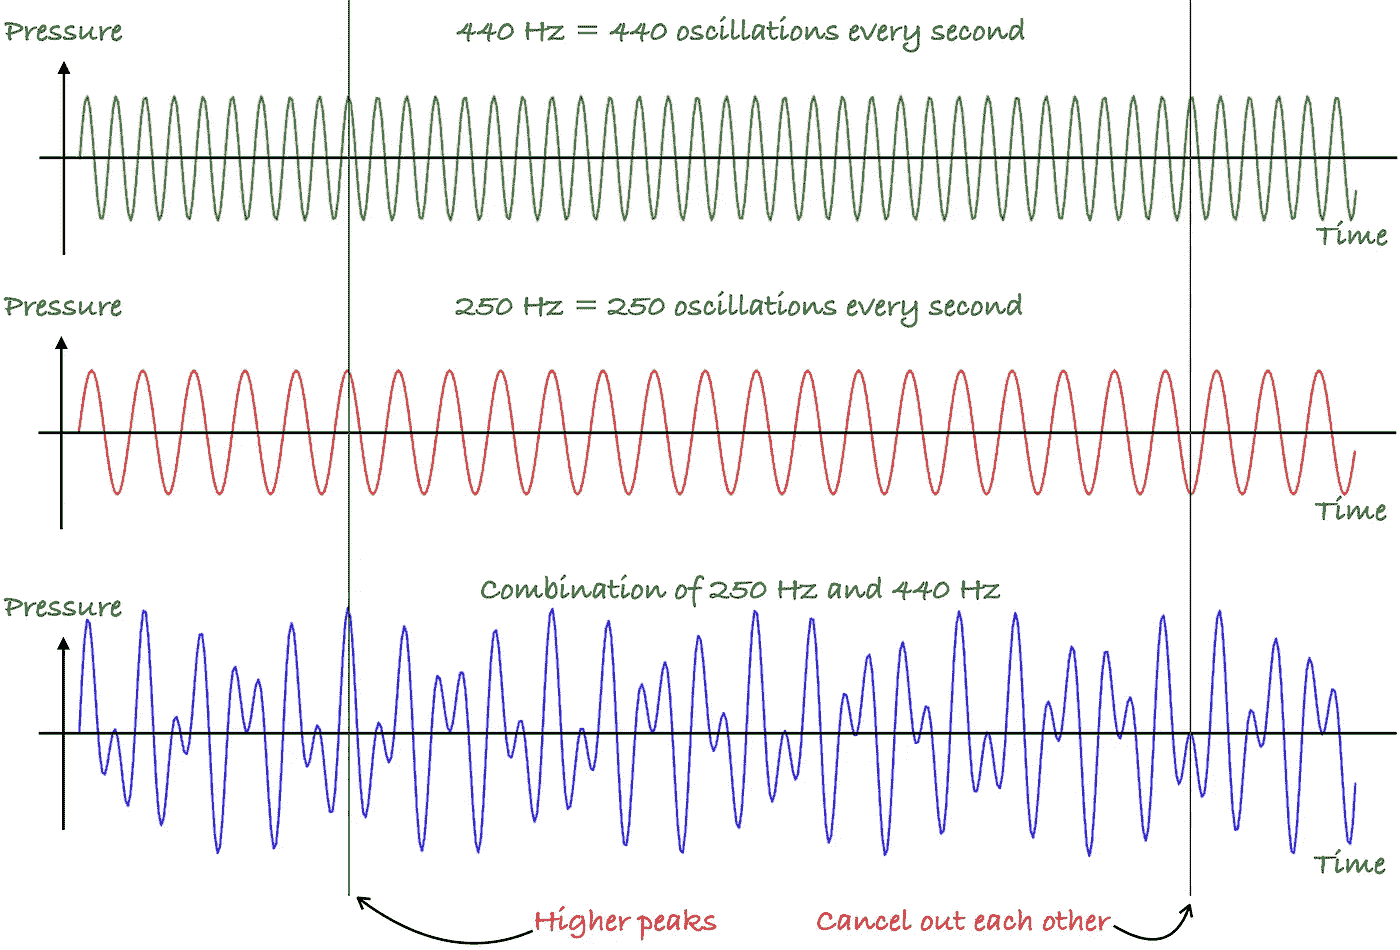 Pressure
440 Hz = 440 oscillations every second
Time
Pressure
250 Hz = 250 oscillations every second
Time
Combination of 250 Hz and 440 Hz
Pressure
Time
Higher peaks
Cancel out each other